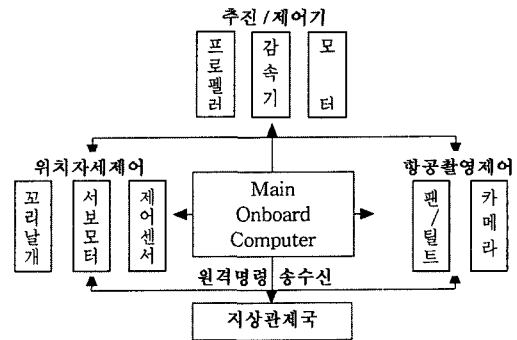 추진/제어기
프로펠러
감속기
모터
위치자세제어
항공촬영제어
꼬리날개
서보모터
제어센서
Main
Onboard
Computer
팬/틸트
카메라
원격명령 송수신
지상관제국